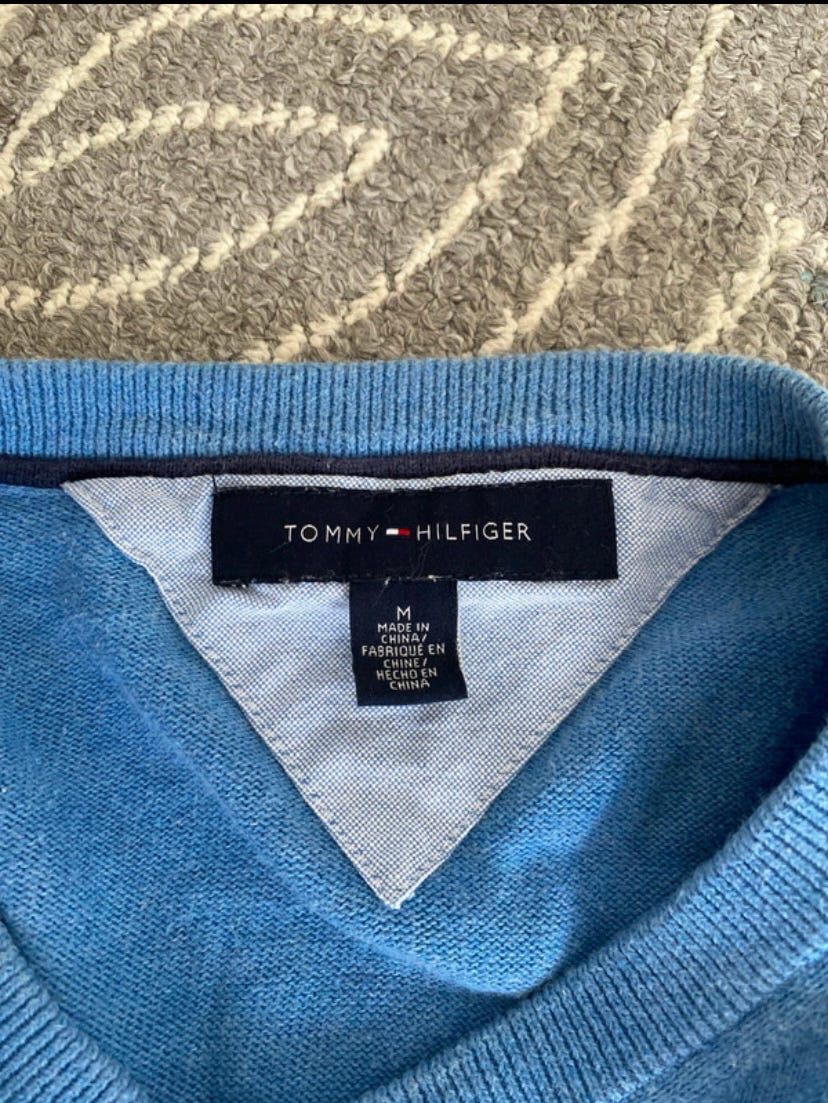 TOMMY HILFIGER
M
MADE IN
CHINA/
FABRIQUÉ EN
CHINE/
HECHO EN
CHINA